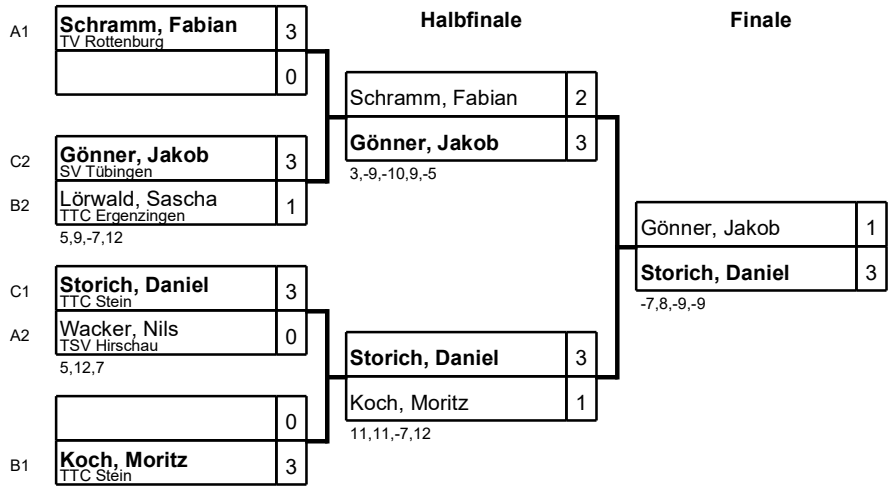 Halbfinale
Finale
A1
Schramm, Fabian 3
TV Rottenburg
0
C2
Gönner, Jakob 3
SV Tübingen
B2
Lörwald, Sascha 1
TTC Ergenzingen
5,9,-7,12
C1
Storich, Daniel 3
TTC Stein
A2
Wacker, Nils 0
TSV Hirschau
5,12,7
0
B1
Koch, Moritz 3
TTC Stein
Schramm, Fabian 2
Gönner, Jakob 3
3,-9,-10,9,-5
Storich, Daniel 3
Koch, Moritz 1
11,11,-7,12
Gönner, Jakob 1
Storich, Daniel 3
-7,8,-9,-9